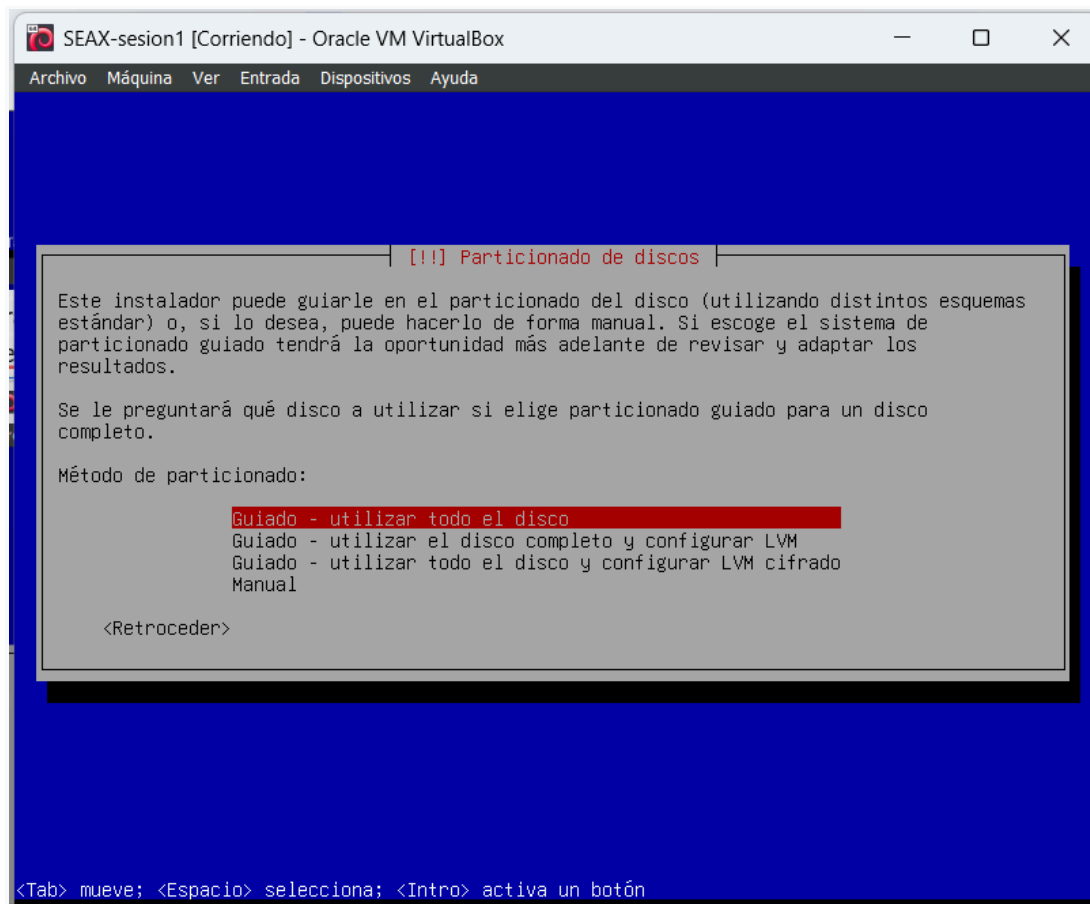 SEAX-sesion1 [Corriendo] - Oracle VM VirtualBox
Archivo Máquina Ver Entrada Dispositivos Ayuda
[!!] Particionado de discos
Este instalador puede guiarle en el particionado del disco (utilizando distintos esquemas
estándar) o, si lo desea, puede hacerlo de forma manual. Si escoge el sistema de
particionado guiado tendrá la oportunidad más adelante de revisar y adaptar los
resultados.
Se le preguntará qué disco a utilizar si elige particionado guiado para un disco
completo.
Método de particionado:
Guiado - utilizar todo el disco
Guiado - utilizar el disco completo y configurar LVM
Guiado - utilizar todo el disco y configurar LVM cifrado
Manual
<Retroceder>
<Tab> mueve; <Espacio> selecciona; <Intro> activa un botón